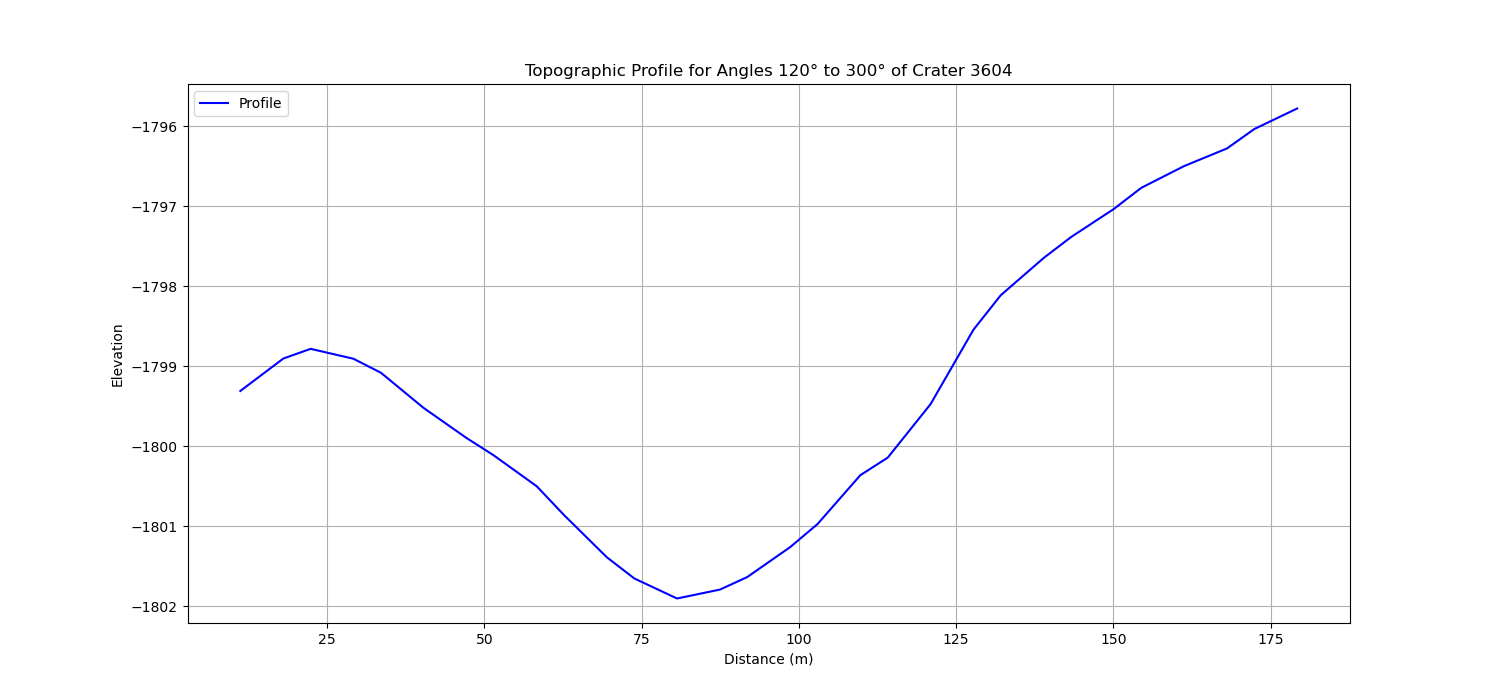 Topographic Profile for Angles 120° to 300° of Crater 3604
Profile
−1796
−1797
−1798
−1799
−1800
−1801
−1802
Elevation
25 50 75 100 125 150 175
Distance (m)